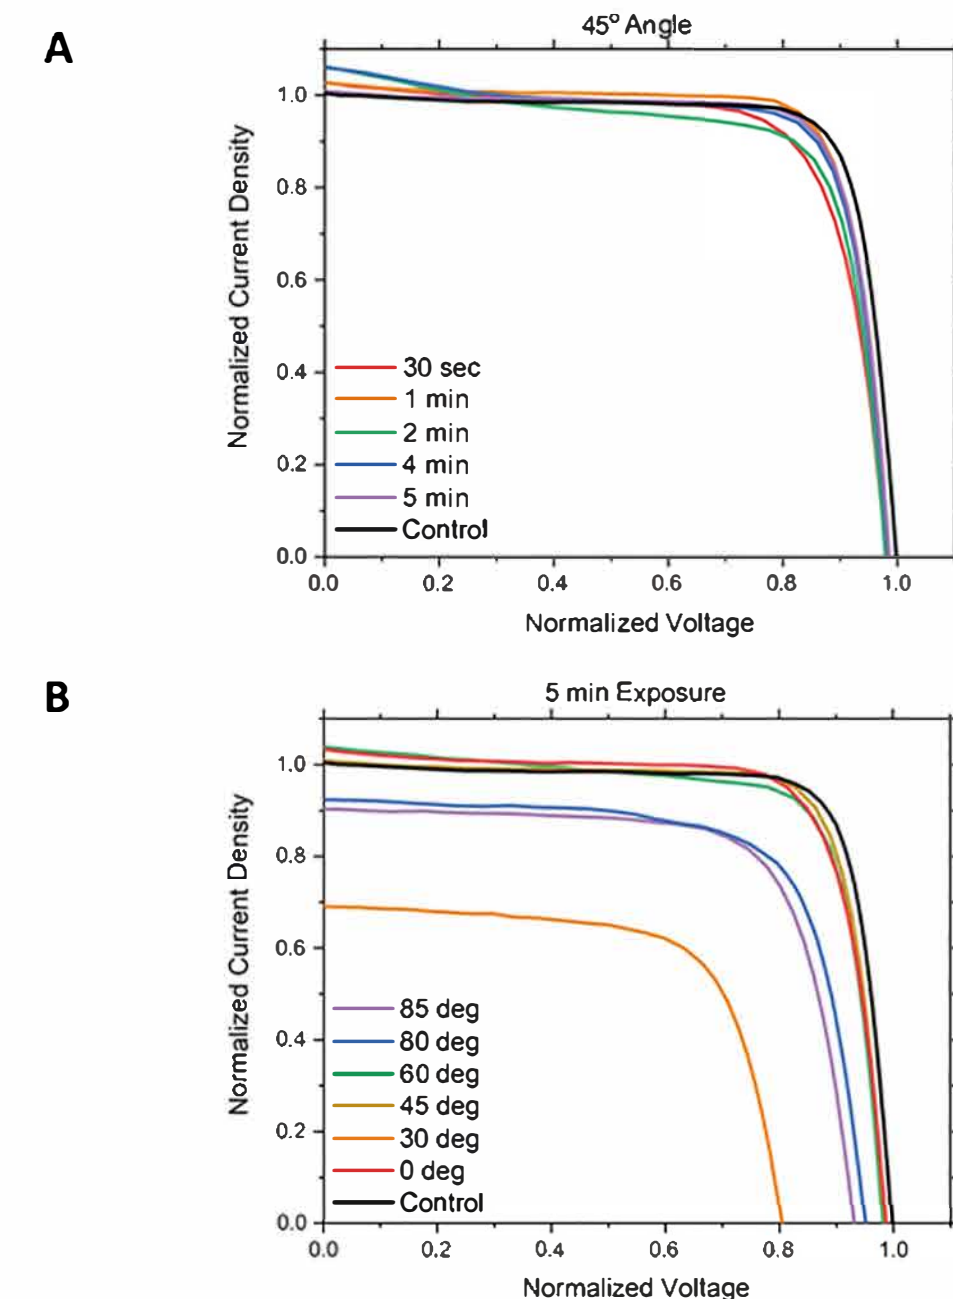 A
45° Angle
Normalized Current Density
1.0
0.8
0.6
0.4
0.2
0.0
30 sec
1 min
2 min
4 min
5 min
Control
0.0 0.2 0.4 0.6 0.8 1.0
Normalized Voltage
B
5 min Exposure
Normalized Current Density
1.0
0.8
0.6
0.4
0.2
0.0
85 deg
80 deg
60 deg
45 deg
30 deg
0 deg
Control
0.0 0.2 0.4 0.6 0.8 1.0
Normalized Voltage